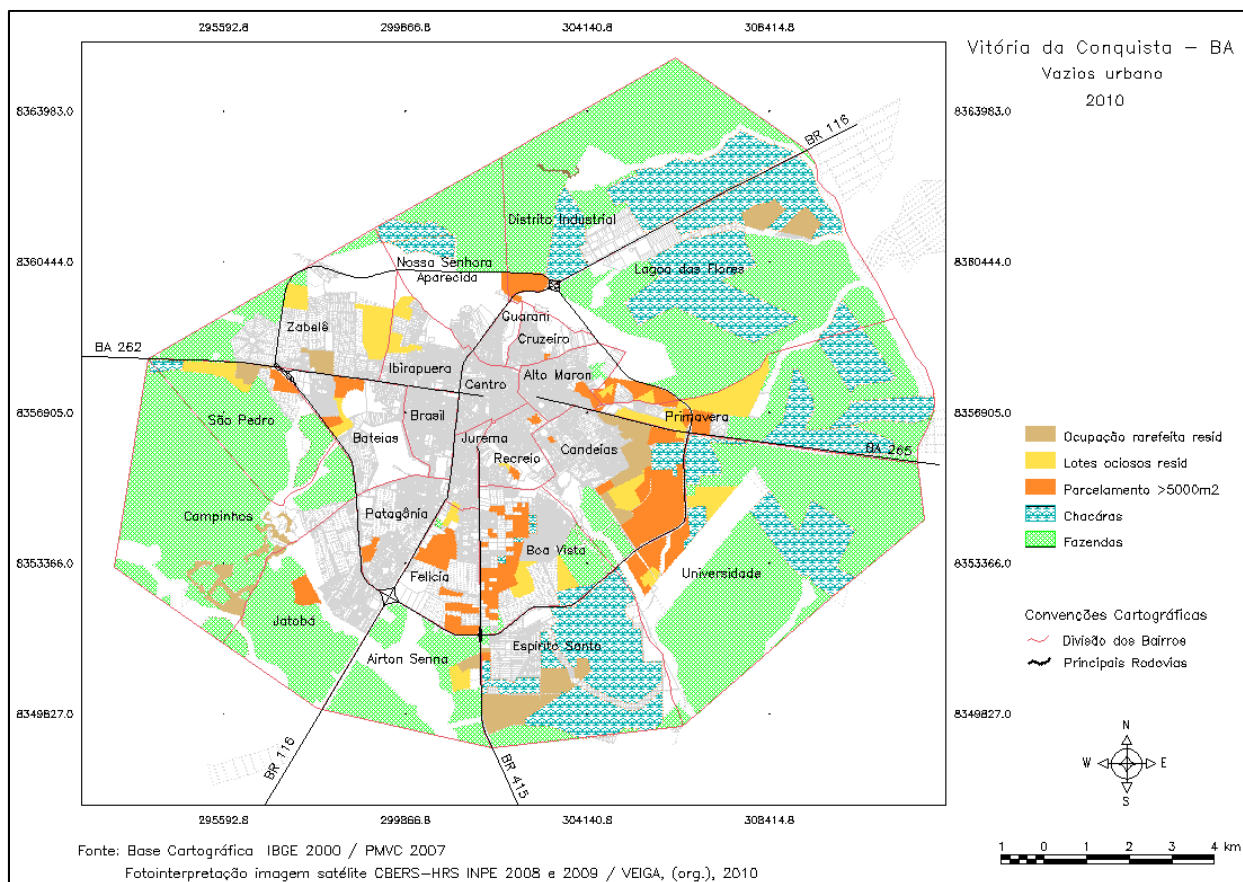 295592.8 299866.8 304140.8 308414.8
Vitória da Conquista – BA
Vazios urbano
2010
8363983.0 8363983.0
BR 116
Distrito Industrial
8360444.0 8380444.0
Nossa Senhora
Aparecida
Lagoa das Flores
Guarani
Zabelê
Cruzeiro
BA 262
Ibirapuera
Centro
Alto Maron
8356905.0 8356905.0
São Pedro
Brasil
Primavera
Bateias
Jurema
Candeias
BA 265
Recreio
Ocupação rarefeita resid
Lotes ociosos resid
Parcelamento >5000m2
Chacáras
Fazendas
Campinhos
Patagônia
8353366.0 8353366.0
Boa Vista
Felícia
Universidade
Jatobá
Espírito Santo
Airton Senna
Convenções Cartográficas
Divisão dos Bairros
Principais Rodovias
8349827.0 8349827.0
BR 116
BR 415
N
W E
S
295592.8 299866.8 304140.8 308414.8
Fonte: Base Cartográfica IBGE 2000 / PMVC 2007
Fotointerpretação imagem satélite CBERS–HRS INPE 2008 e 2009 / VEIGA, (org.), 2010
1 0 1 2 3 4 km